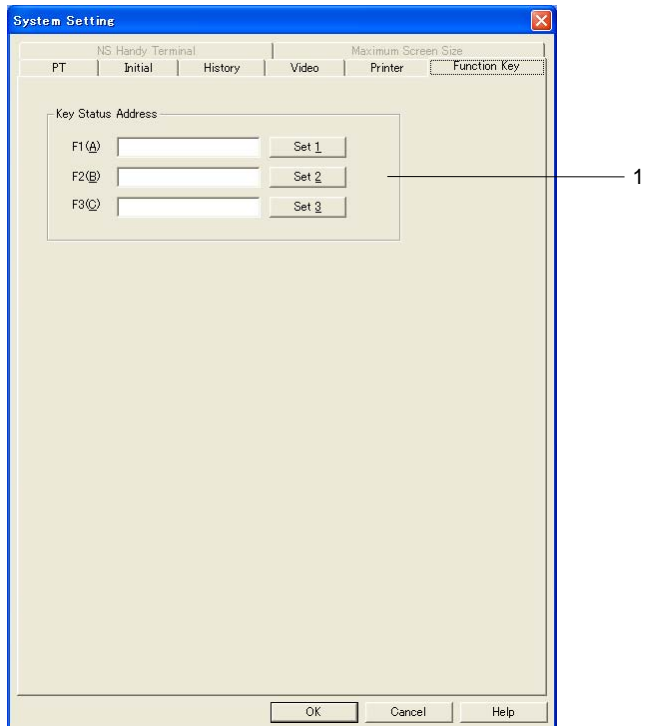 System Setting
NS Handy Terminal Maximum Screen Size
PT Initial History Video Printer Function Key
Key Status Address
F1(A) Set 1
F2(B) Set 2
F3(C) Set 3
1
OK Cancel Help